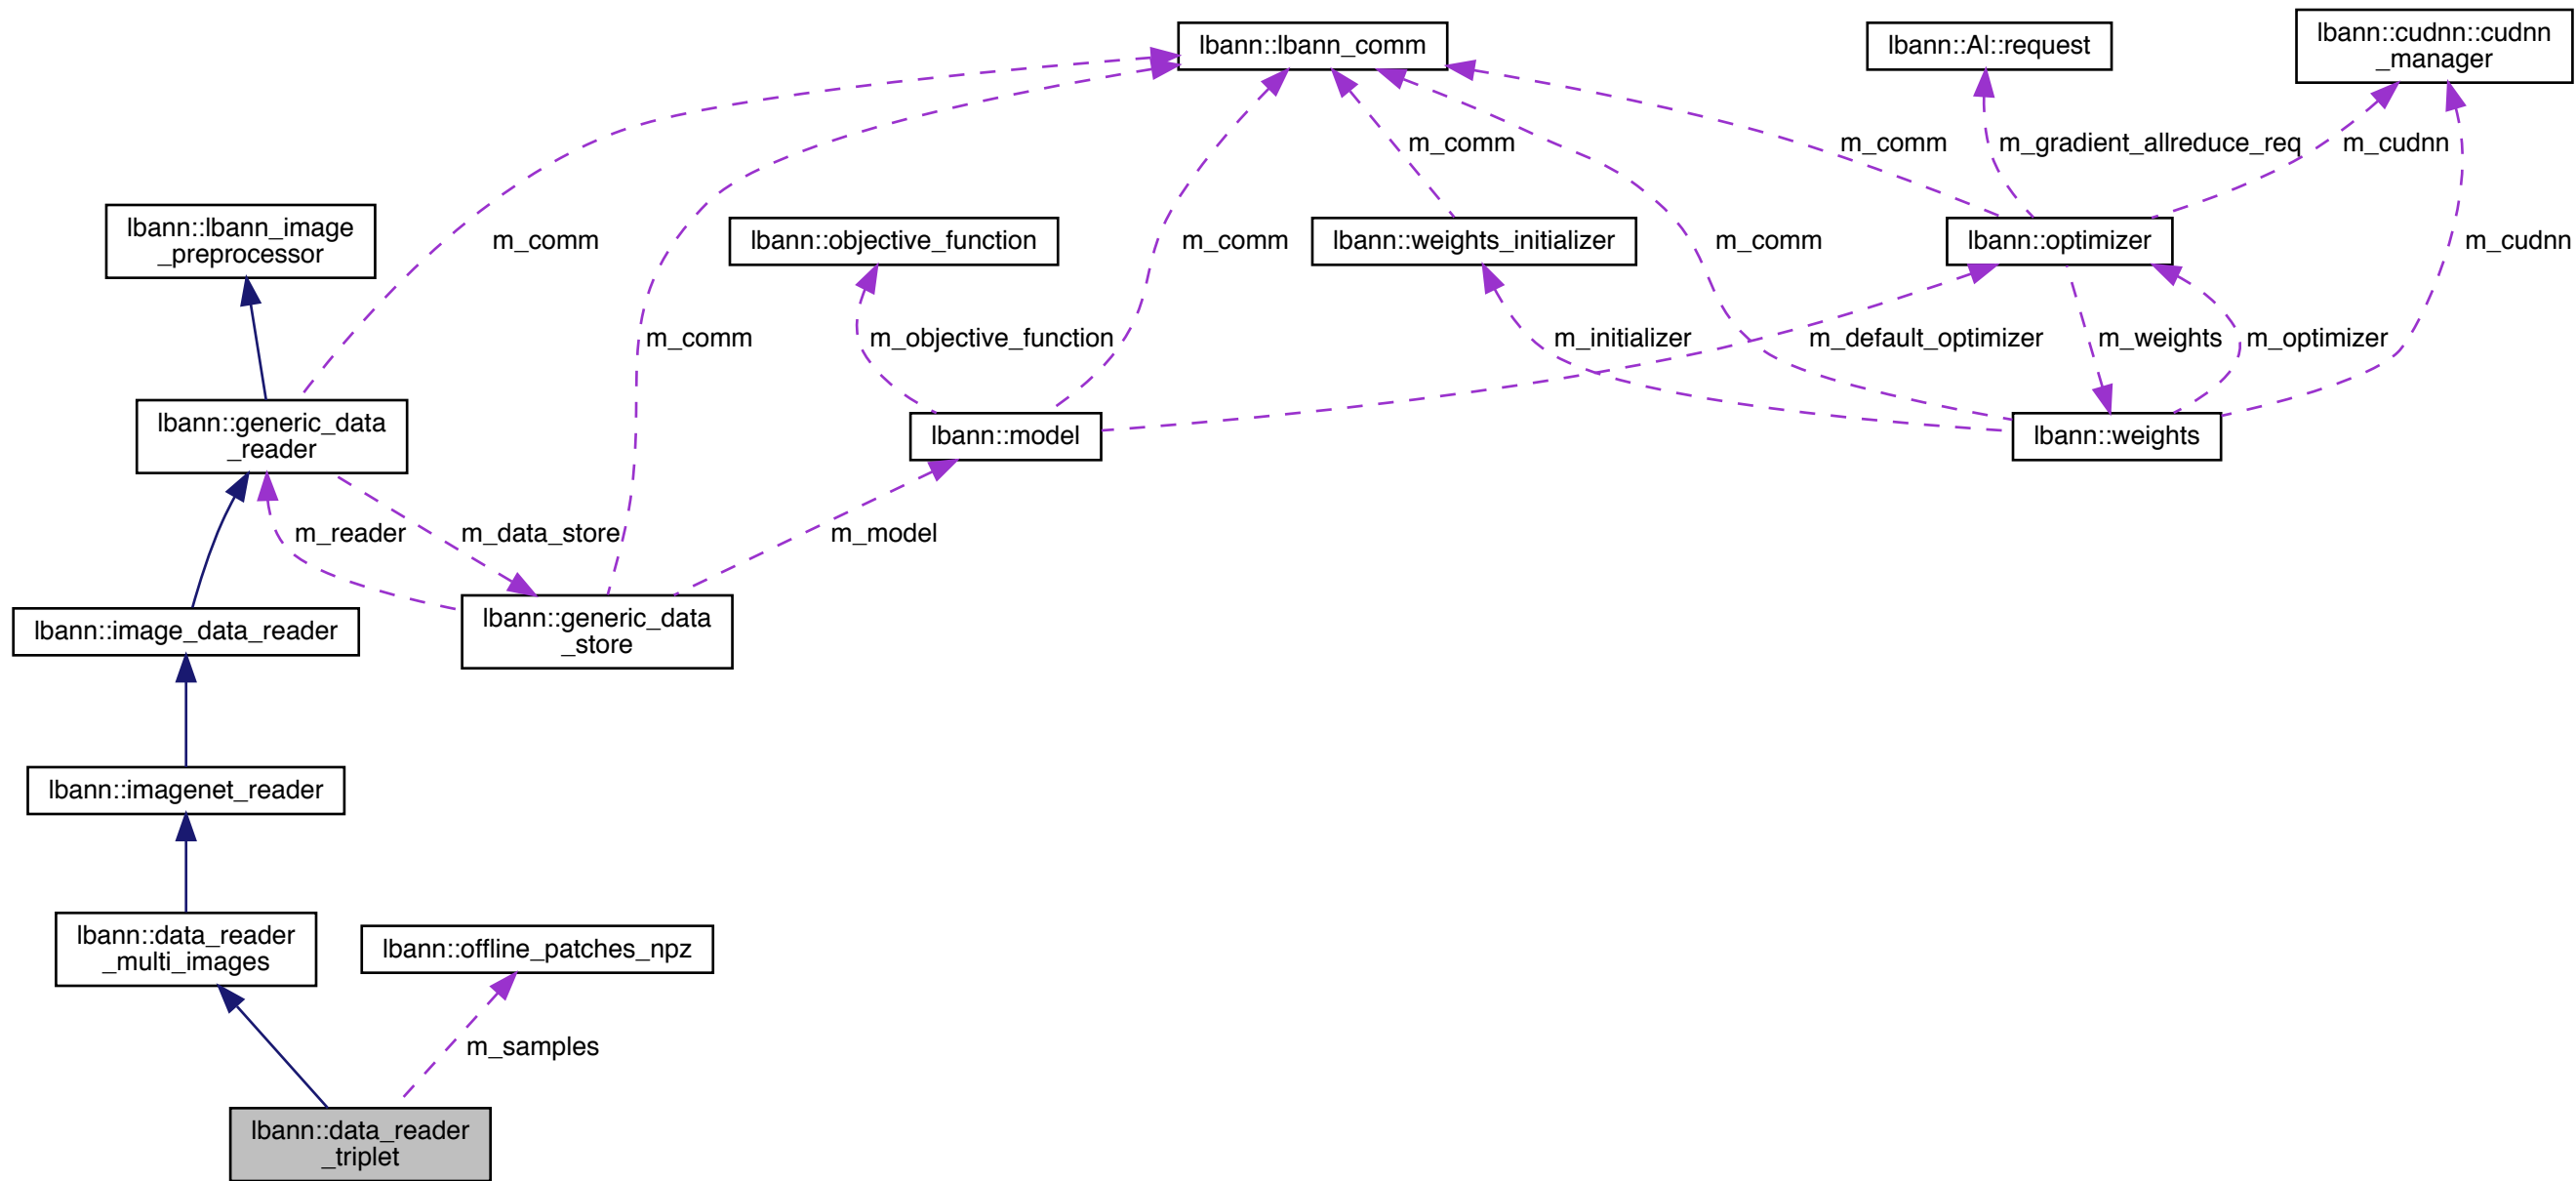 lbann::lbann_comm
lbann::Al::request
lbann::cudnn::cudnn
_manager
m_comm
m_comm
m_gradient_allreduce_req
m_cudnn
lbann::lbann_image
_preprocessor
m_comm
lbann::objective_function
m_comm
lbann::weights_initializer
m_comm
lbann::optimizer
m_cudnn
m_comm
m_objective_function
m_initializer
m_default_optimizer
m_weights
m_optimizer
lbann::generic_data
_reader
lbann::model
lbann::weights
m_reader
m_data_store
m_model
lbann::image_data_reader
lbann::generic_data
_store
lbann::imagenet_reader
lbann::data_reader
_multi_images
lbann::offline_patches_npz
m_samples
lbann::data_reader
_triplet